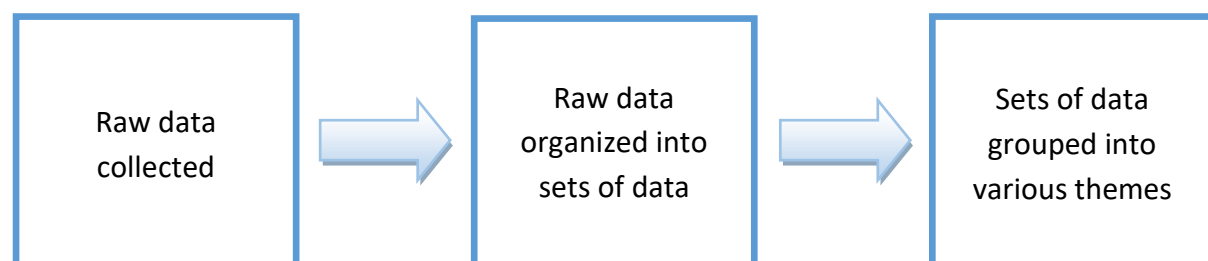 Raw data
collected
Raw data
organized into
sets of data
Sets of data
grouped into
various themes